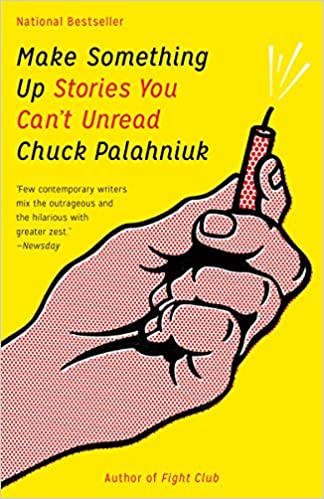 National Bestseller
Make Something
Up Stories You
Can't Unread
Chuck Palahniuk
"Few contemporary writers
mix the outrageous and
the hilarious with
greater zest."
—Newsday
Author of Fight Club